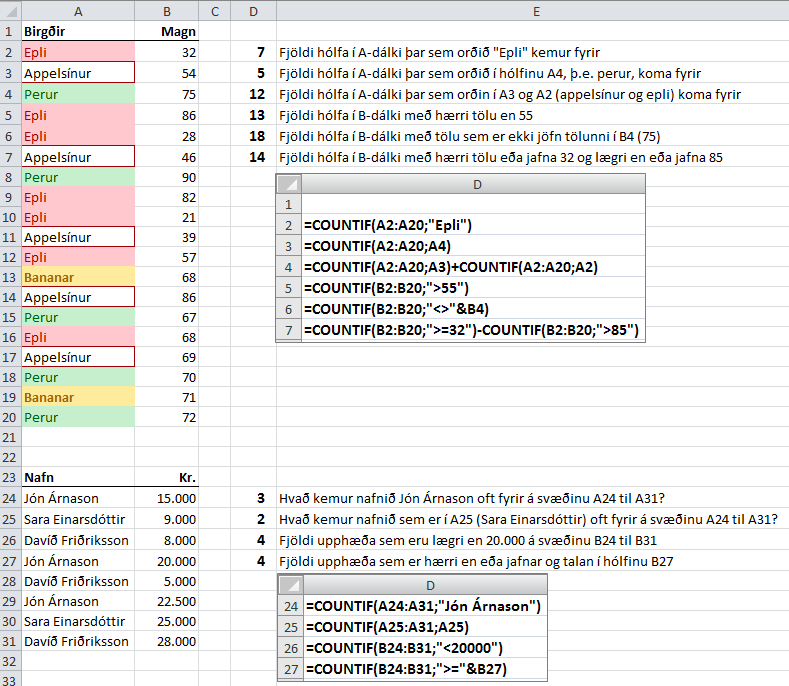 A B C D E
1 Birgðir Magn
2 Epli 32 7 Fjöldi hólfa í A-dálki þar sem orðið "Epli" kemur fyrir
3 Appelsínur 54 5 Fjöldi hólfa í A-dálki þar sem orðið í hólfinu A4, þ.e. perur, koma fyrir
4 Perur 75 12 Fjöldi hólfa í A-dálki þar sem orðin í A3 og A2 (appelsínur og epli) koma fyrir
5 Epli 86 13 Fjöldi hólfa í B-dálki með hærri tölu en 55
6 Epli 28 18 Fjöldi hólfa í B-dálki með tölu sem er ekki jöfn tölunni í B4 (75)
7 Appelsínur 46 14 Fjöldi hólfa í B-dálki með hærri tölu eða jafna 32 og lægri en eða jafna 85
8 Perur 90
9 Epli 82
10 Epli 21
11 Appelsínur 39
12 Epli 57
13 Bananar 68
14 Appelsínur 86
15 Perur 67
16 Epli 68
17 Appelsínur 69
18 Perur 70
19 Bananar 71
20 Perur 72
21
22
D
1
2 =COUNTIF(A2:A20;"Epli")
3 =COUNTIF(A2:A20;A4)
4 =COUNTIF(A2:A20;A3)+COUNTIF(A2:A20;A2)
5 =COUNTIF(B2:B20;">55")
6 =COUNTIF(B2:B20;"<>"&B4)
7 =COUNTIF(B2:B20;">=32")-COUNTIF(B2:B20;">85")
23 Nafn Kr.
24 Jón Árnason 15.000 3 Hvað kemur nafnið Jón Árnason oft fyrir á svæðinu A24 til A31?
25 Sara Einarsdóttir 9.000 2 Hvað kemur nafnið sem er í A25 (Sara Einarsdóttir) oft fyrir á svæðinu A24 til A31?
26 Davíð Friðriksson 8.000 4 Fjöldi upphæða sem eru lægri en 20.000 á svæðinu B24 til B31
27 Jón Árnason 20.000 4 Fjöldi upphæða sem er hærri en eða jafnar og talan í hólfinu B27
28 Davíð Friðriksson 5.000
29 Jón Árnason 22.500
30 Sara Einarsdóttir 25.000
31 Davíð Friðriksson 28.000
32
33
D
24 =COUNTIF(A24:A31;"Jón Árnason")
25 =COUNTIF(A25:A31;A25)
26 =COUNTIF(B24:B31;"<20000")
27 =COUNTIF(B24:B31;">="&B27)